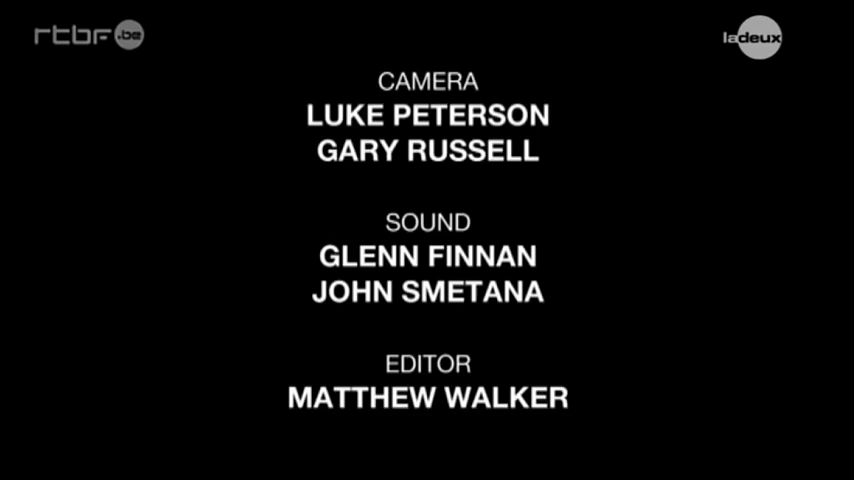 rtbf.be
ladeux
CAMERA
LUKE PETERSON
GARY RUSSELL
SOUND
GLENN FINNAN
JOHN SMETANA
EDITOR
MATTHEW WALKER